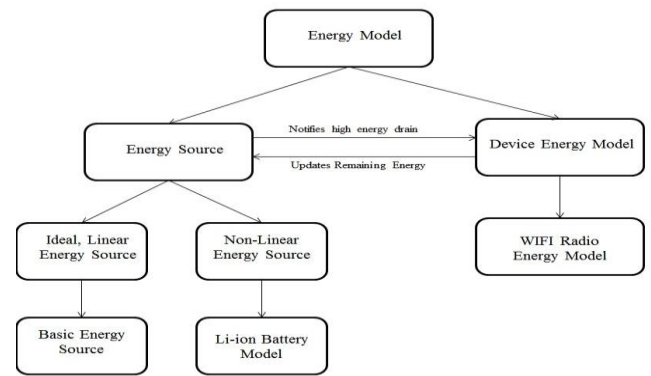 Energy Model
Notifies high energy drain
Energy Source
Device Energy Model
Updates Remaining Energy
Ideal, Linear
Energy Source
Non-Linear
Energy Source
WIFI Radio
Energy Model
Basic Energy
Source
Li-ion Battery
Model